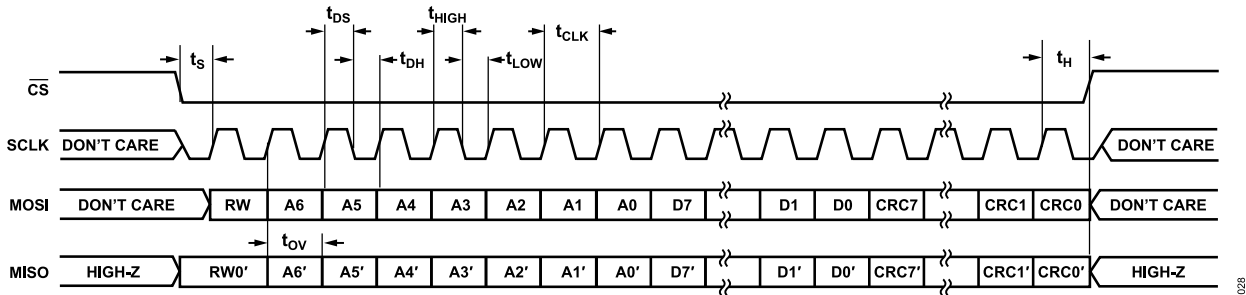 tDS
tHIGH
tCLK
tS
tDH
tLOW
tH
CS
SCLK
DON'T CARE
DON'T CARE
MOSI
DON'T CARE
RW
A6
A5
A4
A3
A2
A1
A0
D7
D1
D0
CRC7
CRC1
CRC0
DON'T CARE
tOV
MISO
HIGH-Z
RW0′
A6′
A5′
A4′
A3′
A2′
A1′
A0′
D7′
D1′
D0′
CRC7′
CRC1′
CRC0′
HIGH-Z
028